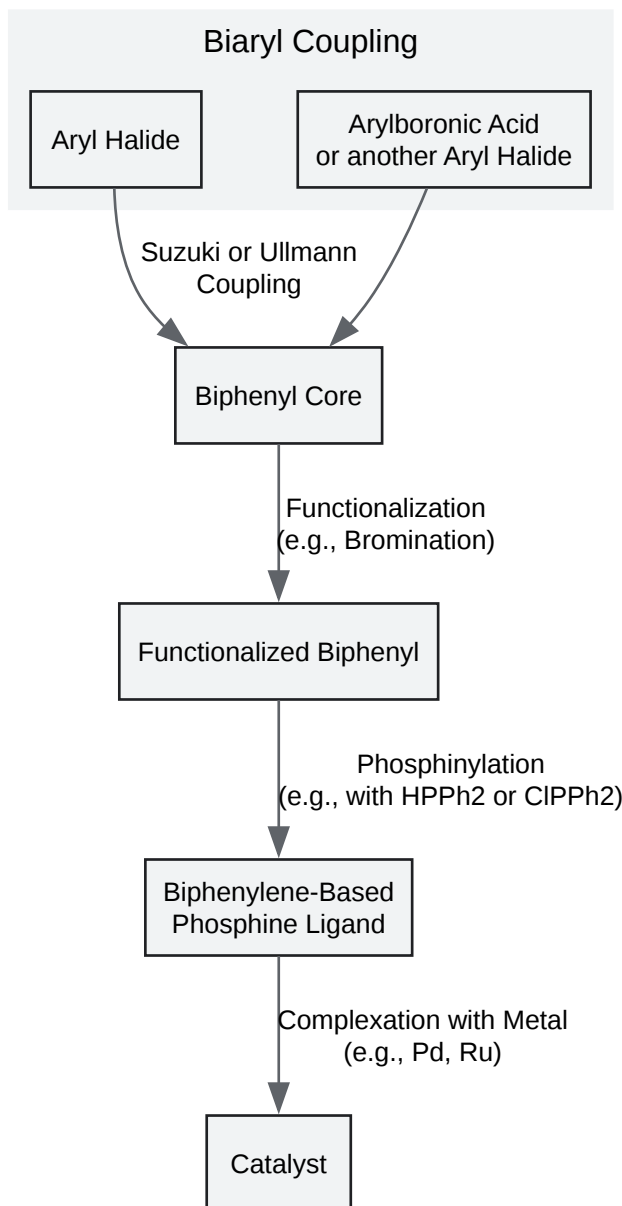 Biaryl Coupling
Aryl Halide
Arylboronic Acid
or another Aryl Halide
Suzuki or Ullmann
Coupling
Biphenyl Core
Functionalization
(e.g., Bromination)
Functionalized Biphenyl
Phosphinylation
(e.g., with HPPh2 or ClPPh2)
Biphenylene-Based
Phosphine Ligand
Complexation with Metal
(e.g., Pd, Ru)
Catalyst